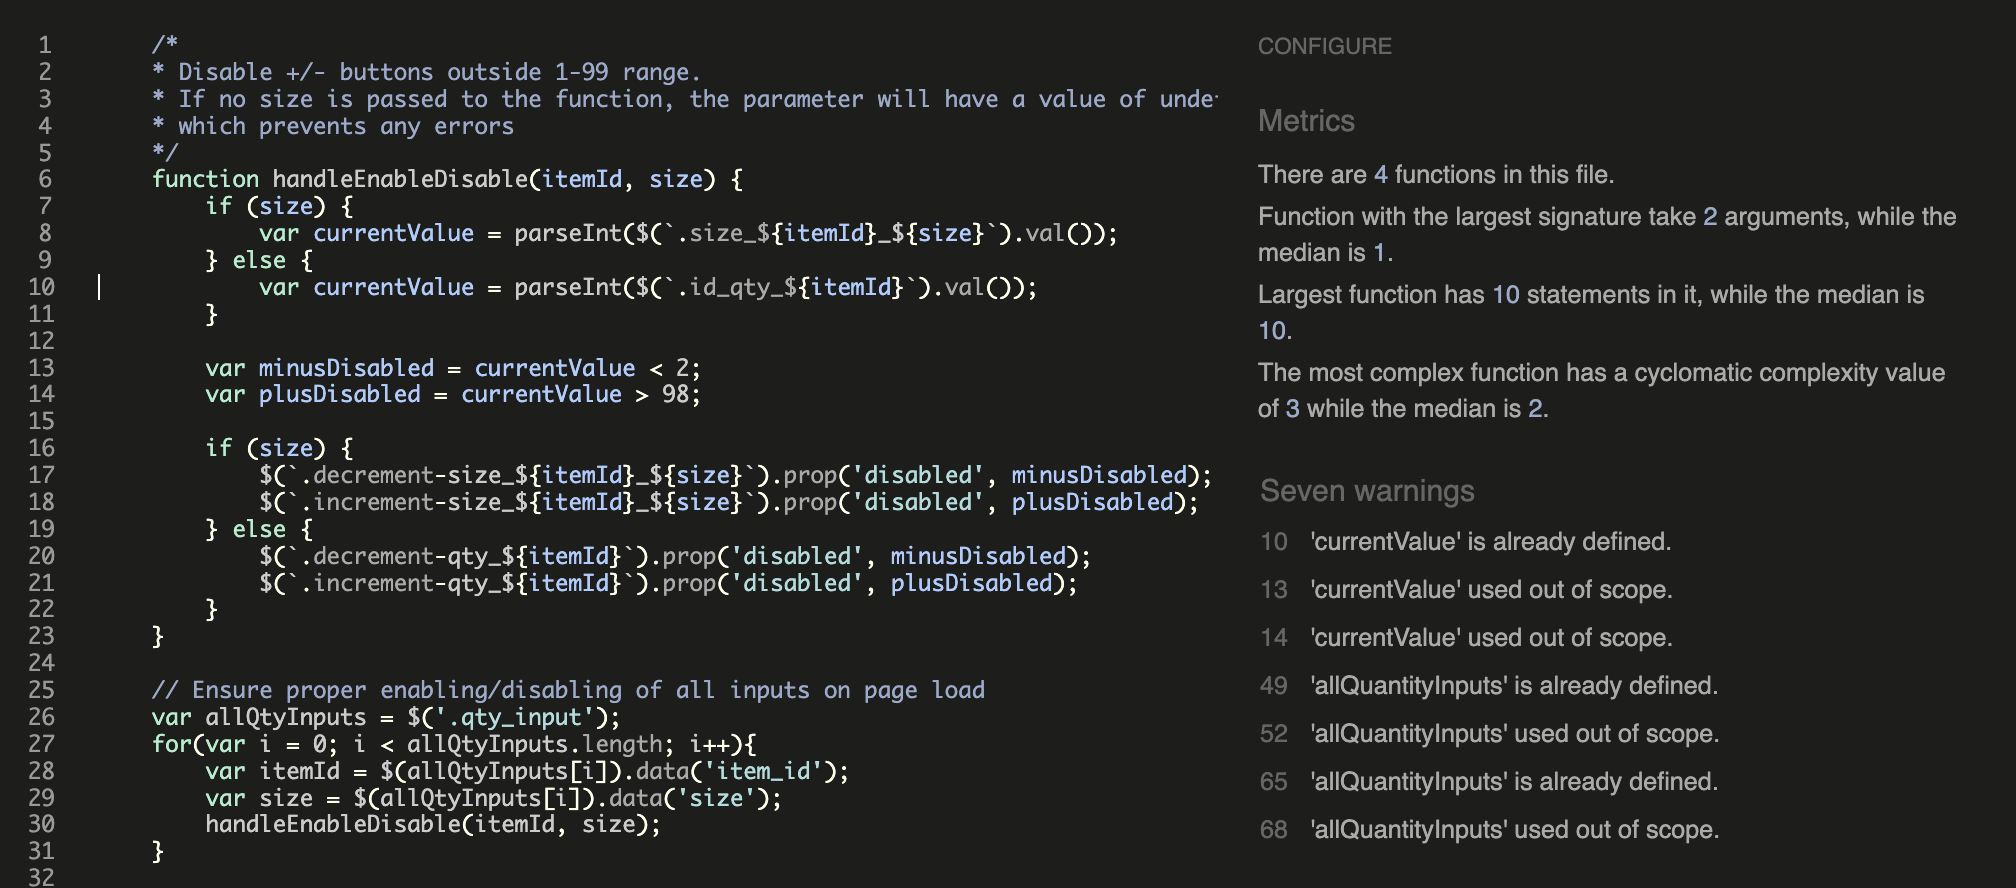 1 /*
2 * Disable +/- buttons outside 1-99 range.
3 * If no size is passed to the function, the parameter will have a value of
4 * which prevents any errors
5 */
6 function handleEnableDisable(itemId, size) {
7 if (size) {
8 var currentValue = parseInt($(`.size_${itemId}_${size}`).val());
9 } else {
10 var currentValue = parseInt($(`.id_qty_${itemId}`).val());
11 }
12
13 var minusDisabled = currentValue < 2;
14 var plusDisabled = currentValue > 98;
15
16 if (size) {
17 $(`.decrement-size_${itemId}_${size}`).prop('disabled', minusDisabled);
18 $(`.increment-size_${itemId}_${size}`).prop('disabled', plusDisabled);
19 } else {
20 $(`.decrement-qty_${itemId}`).prop('disabled', minusDisabled);
21 $(`.increment-qty_${itemId}`).prop('disabled', plusDisabled);
22 }
23 }
24
25 // Ensure proper enabling/disabling of all inputs on page load
26 var allQtyInputs = $('.qty_input');
27 for(var i = 0; i < allQtyInputs.length; i++){
28 var itemId = $(allQtyInputs[i]).data('item_id');
29 var size = $(allQtyInputs[i]).data('size');
30 handleEnableDisable(itemId, size);
31 }
32
CONFIGURE
Metrics
There are 4 functions in this file.
Function with the largest signature take 2 arguments, while the
median is 1.
Largest function has 10 statements in it, while the median is
10.
The most complex function has a cyclomatic complexity value
of 3 while the median is 2.
Seven warnings
10 'currentValue' is already defined.
13 'currentValue' used out of scope.
14 'currentValue' used out of scope.
49 'allQuantityInputs' is already defined.
52 'allQuantityInputs' used out of scope.
65 'allQuantityInputs' is already defined.
68 'allQuantityInputs' used out of scope.